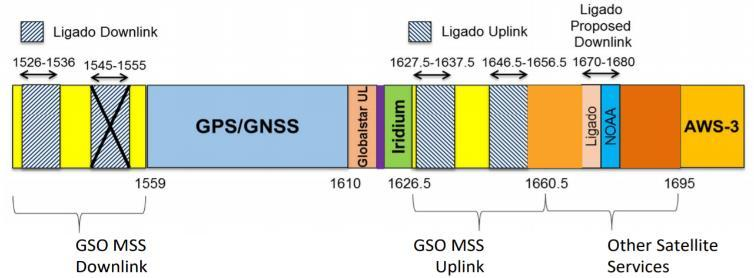 Ligado Downlink
Ligado Uplink
Ligado
Proposed
Downlink
1526-1536
1545-1555
1627.5-1637.5
1646.5-1656.5
1670-1680
GPS/GNSS
Globalstar UL
Iridium
Ligado
NOAA
AWS-3
1559
1610
1626.5
1660.5
1695
GSO MSS
Downlink
GSO MSS
Uplink
Other Satellite
Services